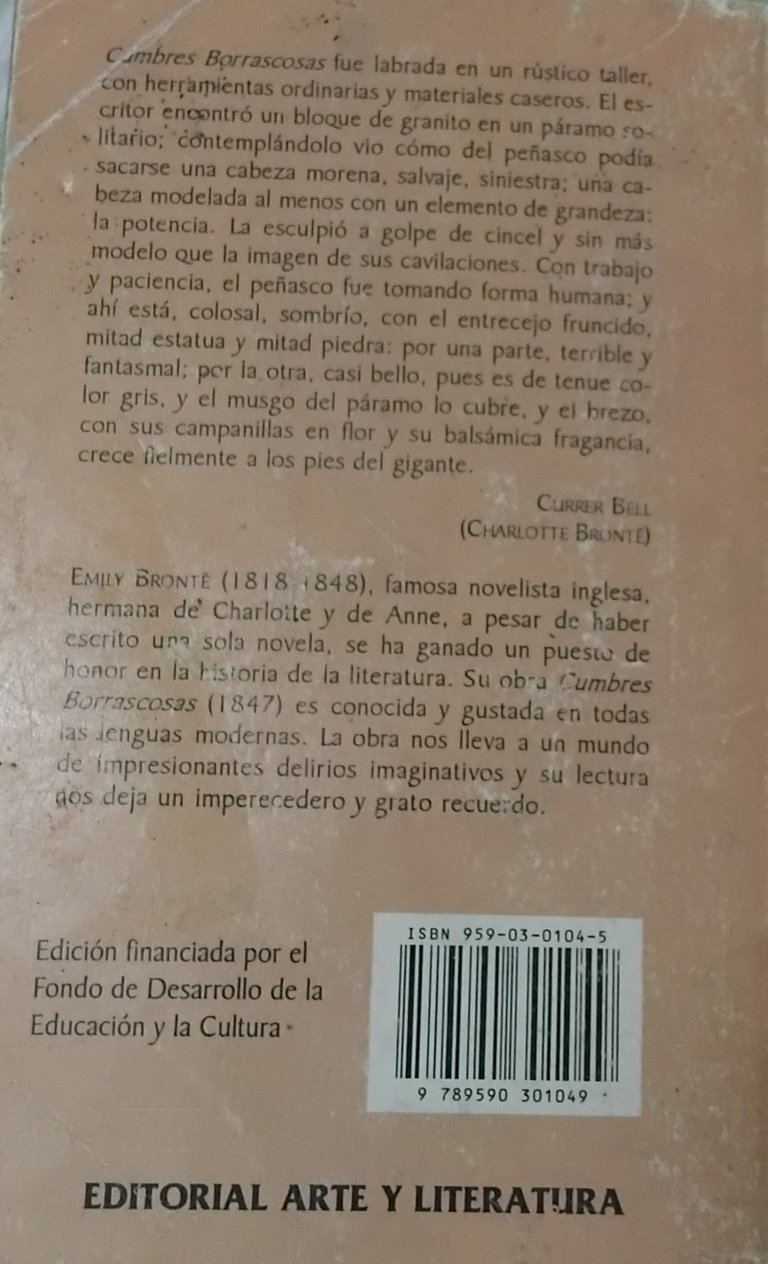 Cumbres Borrascosas fue labrada en un rústico taller,
con herramientas ordinarias y materiales caseros. El es-
critor encontró un bloque de granito en un páramo so-
litario; contemplándolo vio cómo del peñasco podía
sacarse una cabeza morena, salvaje, siniestra; una ca-
beza modelada al menos con un elemento de grandeza:
la potencia. La esculpió a golpe de cincel y sin más
modelo que la imagen de sus cavilaciones. Con trabajo
y paciencia, el peñasco fue tomando forma humana; y
ahí está, colosal, sombrío, con el entrecejo fruncido,
mitad estatua y mitad piedra: por una parte, terrible y
fantasmal; por la otra, casi bello, pues es de tenue co-
lor gris, y el musgo del páramo lo cubre, y el brezo,
con sus campanillas en flor y su balsámica fragancia,
crece fielmente a los pies del gigante.
CURRER BELL
(CHARLOTTE BRONTË)
EMILY BRONTË (1818-1848), famosa novelista inglesa,
hermana de Charlotte y de Anne, a pesar de haber
escrito una sola novela, se ha ganado un puesto de
honor en la historia de la literatura. Su obra Cumbres
Borrascosas (1847) es conocida y gustada en todas
las lenguas modernas. La obra nos lleva a un mundo
de impresionantes delirios imaginativos y su lectura
nos deja un imperecedero y grato recuerdo.
Edición financiada por el
Fondo de Desarrollo de la
Educación y la Cultura
ISBN 959-03-0104-5
9 789590 301049
EDITORIAL ARTE Y LITERATURA